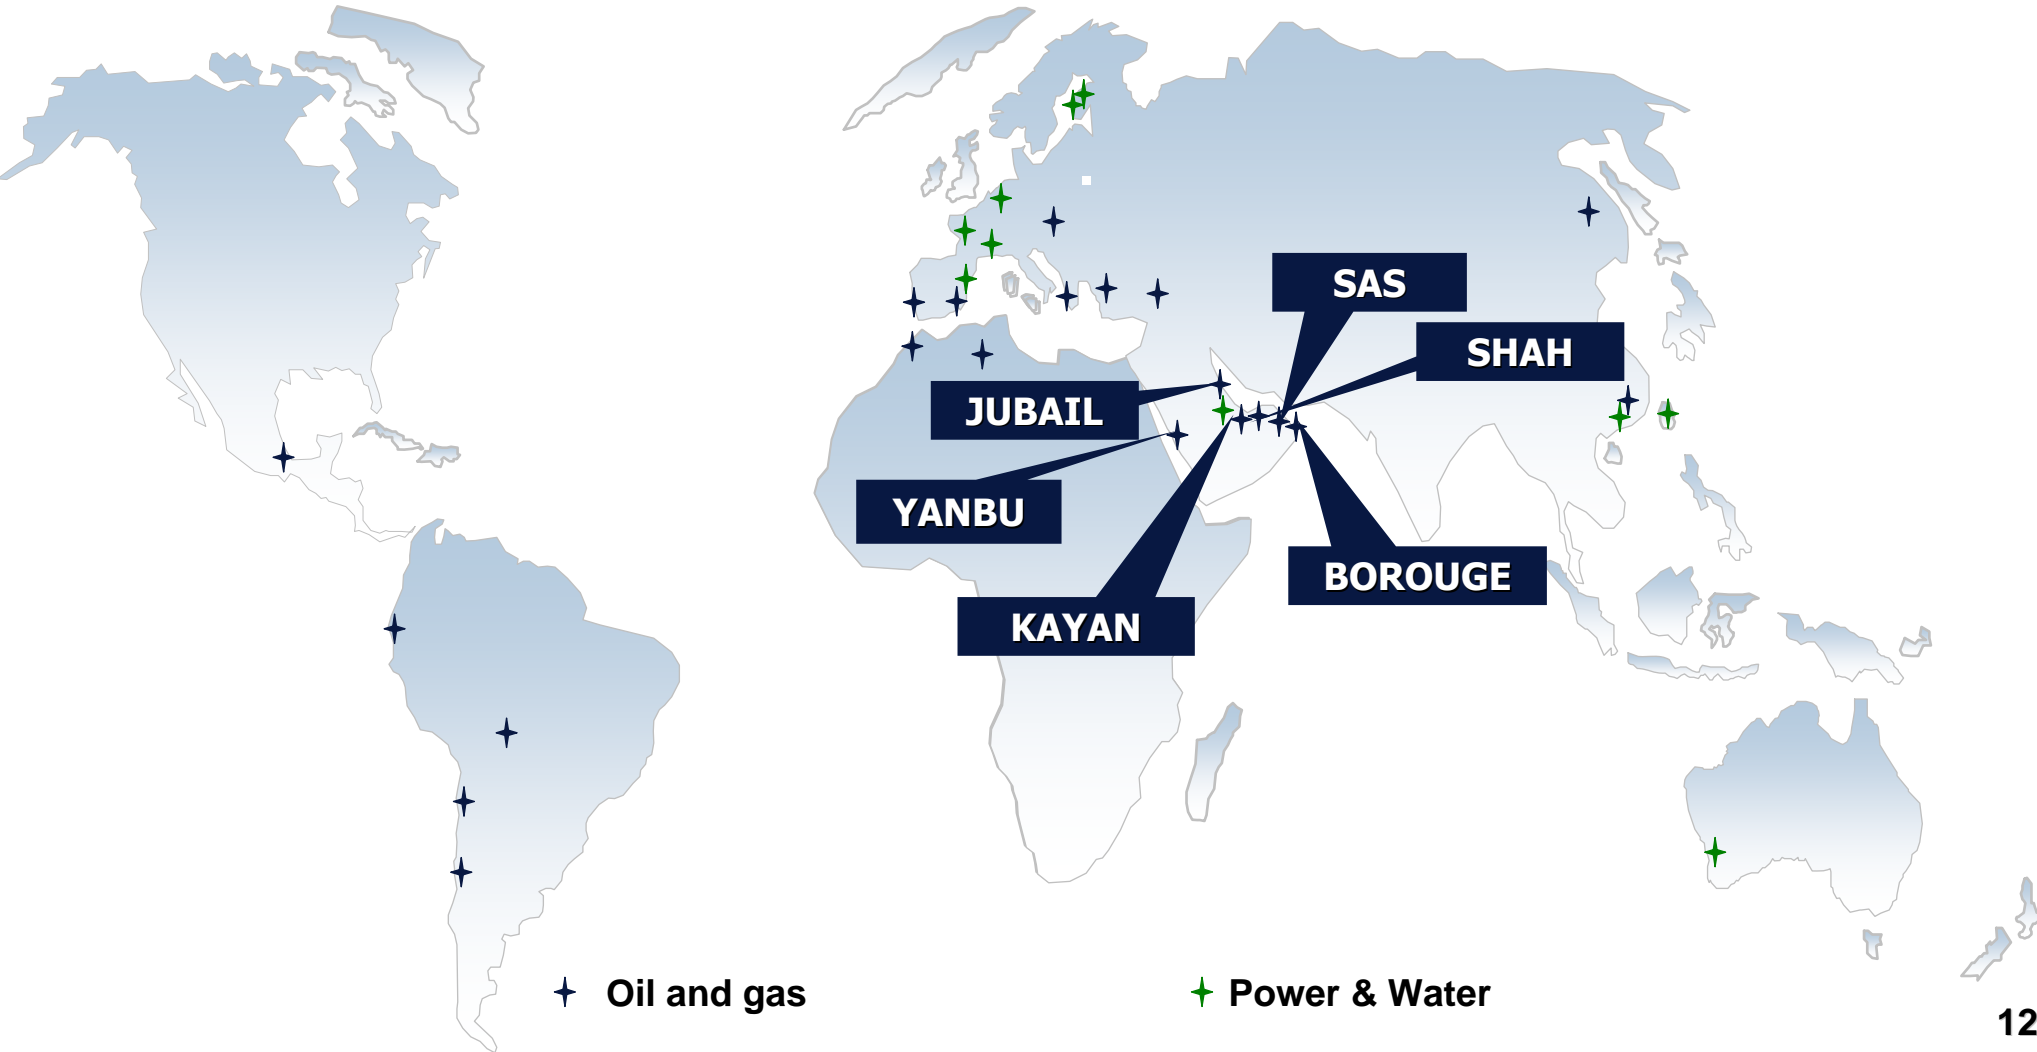 SAS
SHAH
JUBAIL
YANBU
BOROUGE
KAYAN
Oil and gas
Power & Water
12